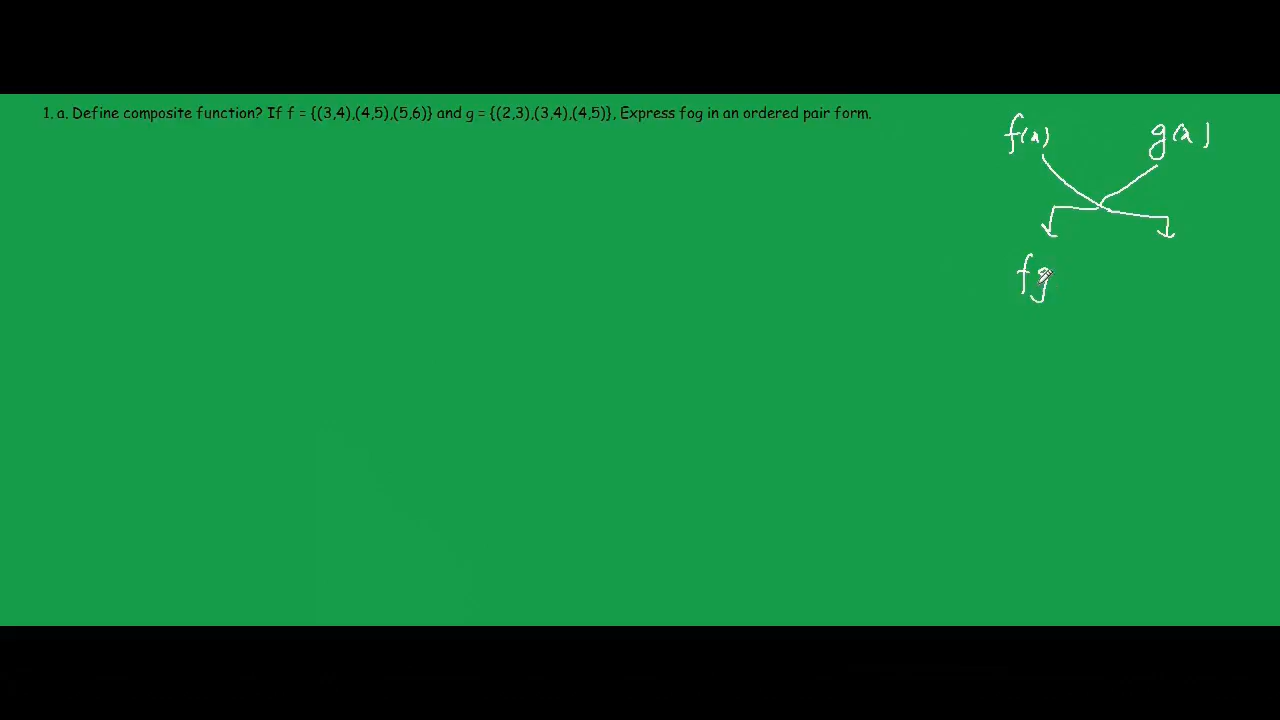 1. a. Define composite function? If f = {(3,4),(4,5),(5,6)} and g = {(2,3),(3,4),(4,5)}, Express fog in an ordered pair form.
f(x) g(x)
fg